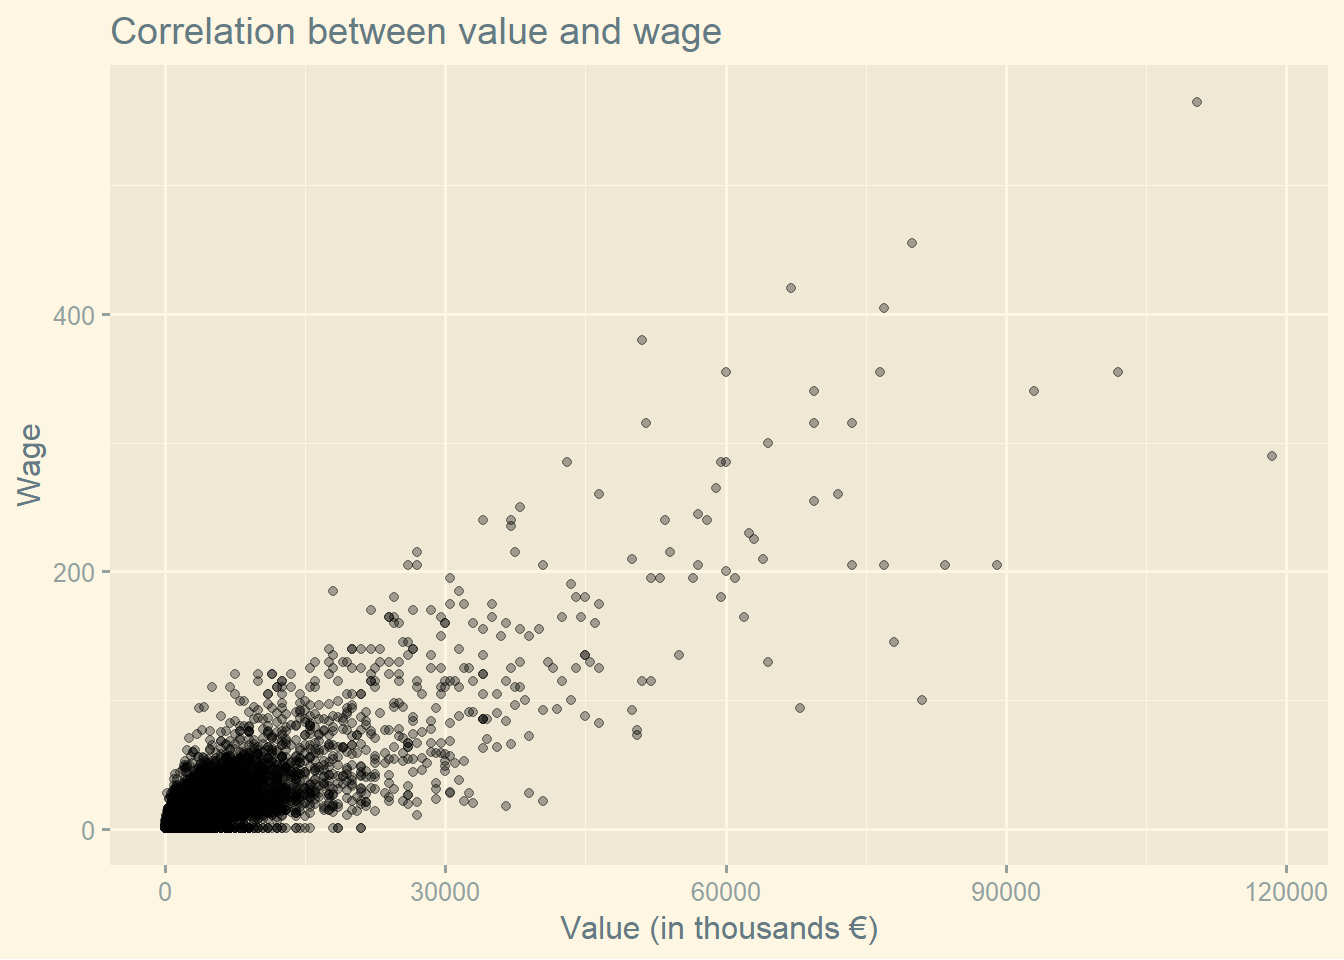 Correlation between value and wage
Wage
400
200
0
0 30000 60000 90000 120000
Value (in thousands €)